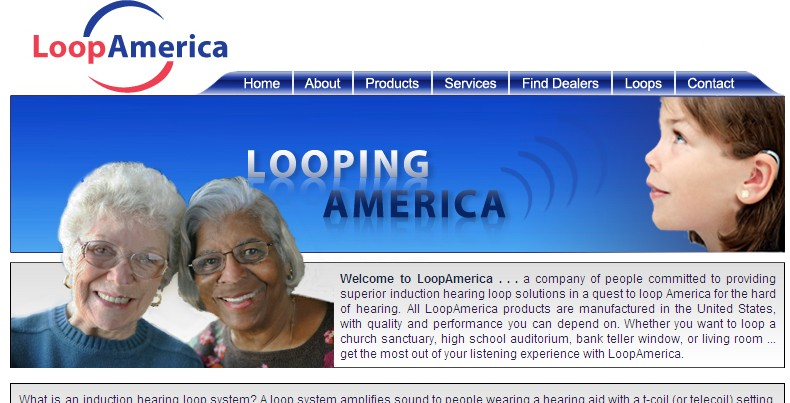 LoopAmerica
Home About Products Services Find Dealers Loops Contact
LOOPING
AMERICA
Welcome to LoopAmerica . . . a company of people committed to providing
superior induction hearing loop solutions in a quest to loop America for the hard
of hearing. All LoopAmerica products are manufactured in the United States,
with quality and performance you can depend on. Whether you want to loop a
church sanctuary, high school auditorium, bank teller window, or living room ...
get the most out of your listening experience with LoopAmerica.
What is an induction hearing loop system? A loop system amplifies sound to people wearing a hearing aid with a t-coil (or telecoil) setting.